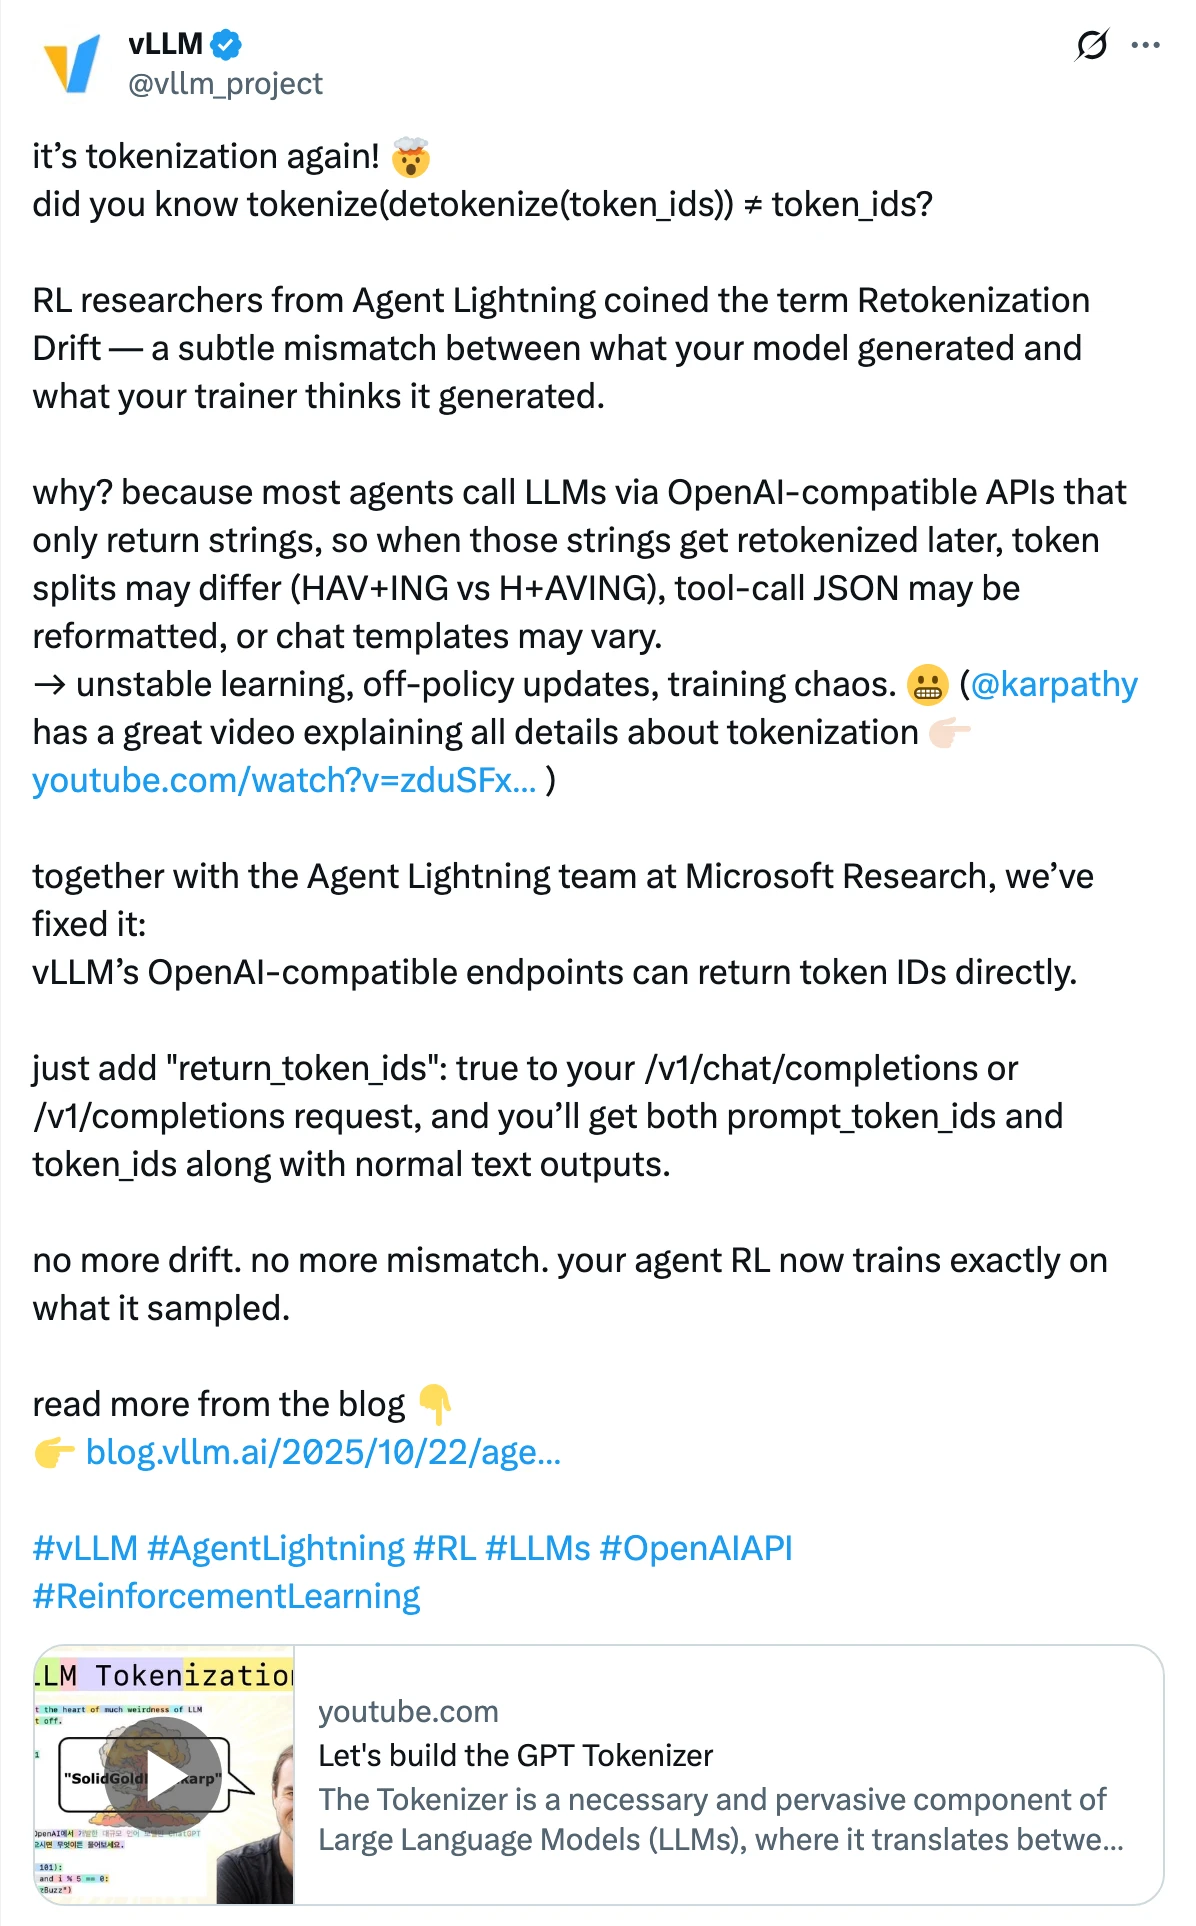 vLLM
@vllm_project
it’s tokenization again! 🤯
did you know tokenize(detokenize(token_ids)) ≠ token_ids?
RL researchers from Agent Lightning coined the term Retokenization
Drift — a subtle mismatch between what your model generated and
what your trainer thinks it generated.
why? because most agents call LLMs via OpenAI-compatible APIs that
only return strings, so when those strings get retokenized later, token
splits may differ (HAV+ING vs H+AVING), tool-call JSON may be
reformatted, or chat templates may vary.
→ unstable learning, off-policy updates, training chaos. 😬 (@karpathy
has a great video explaining all details about tokenization 👉🏻
youtube.com/watch?v=zduSFx… )
together with the Agent Lightning team at Microsoft Research, we’ve
fixed it:
vLLM’s OpenAI-compatible endpoints can return token IDs directly.
just add "return_token_ids": true to your /v1/chat/completions or
/v1/completions request, and you’ll get both prompt_token_ids and
token_ids along with normal text outputs.
no more drift. no more mismatch. your agent RL now trains exactly on
what it sampled.
read more from the blog 👇
👉 blog.vllm.ai/2025/10/22/age…
#vLLM #AgentLightning #RL #LLMs #OpenAIAPI
#ReinforcementLearning
LLM Tokenization
t the heart of much weirdness of LLM
t off.
"SolidGold karp"
101):
and i % 5 == 0:
zBuzz")
youtube.com
Let's build the GPT Tokenizer
The Tokenizer is a necessary and pervasive component of
Large Language Models (LLMs), where it translates betwe...